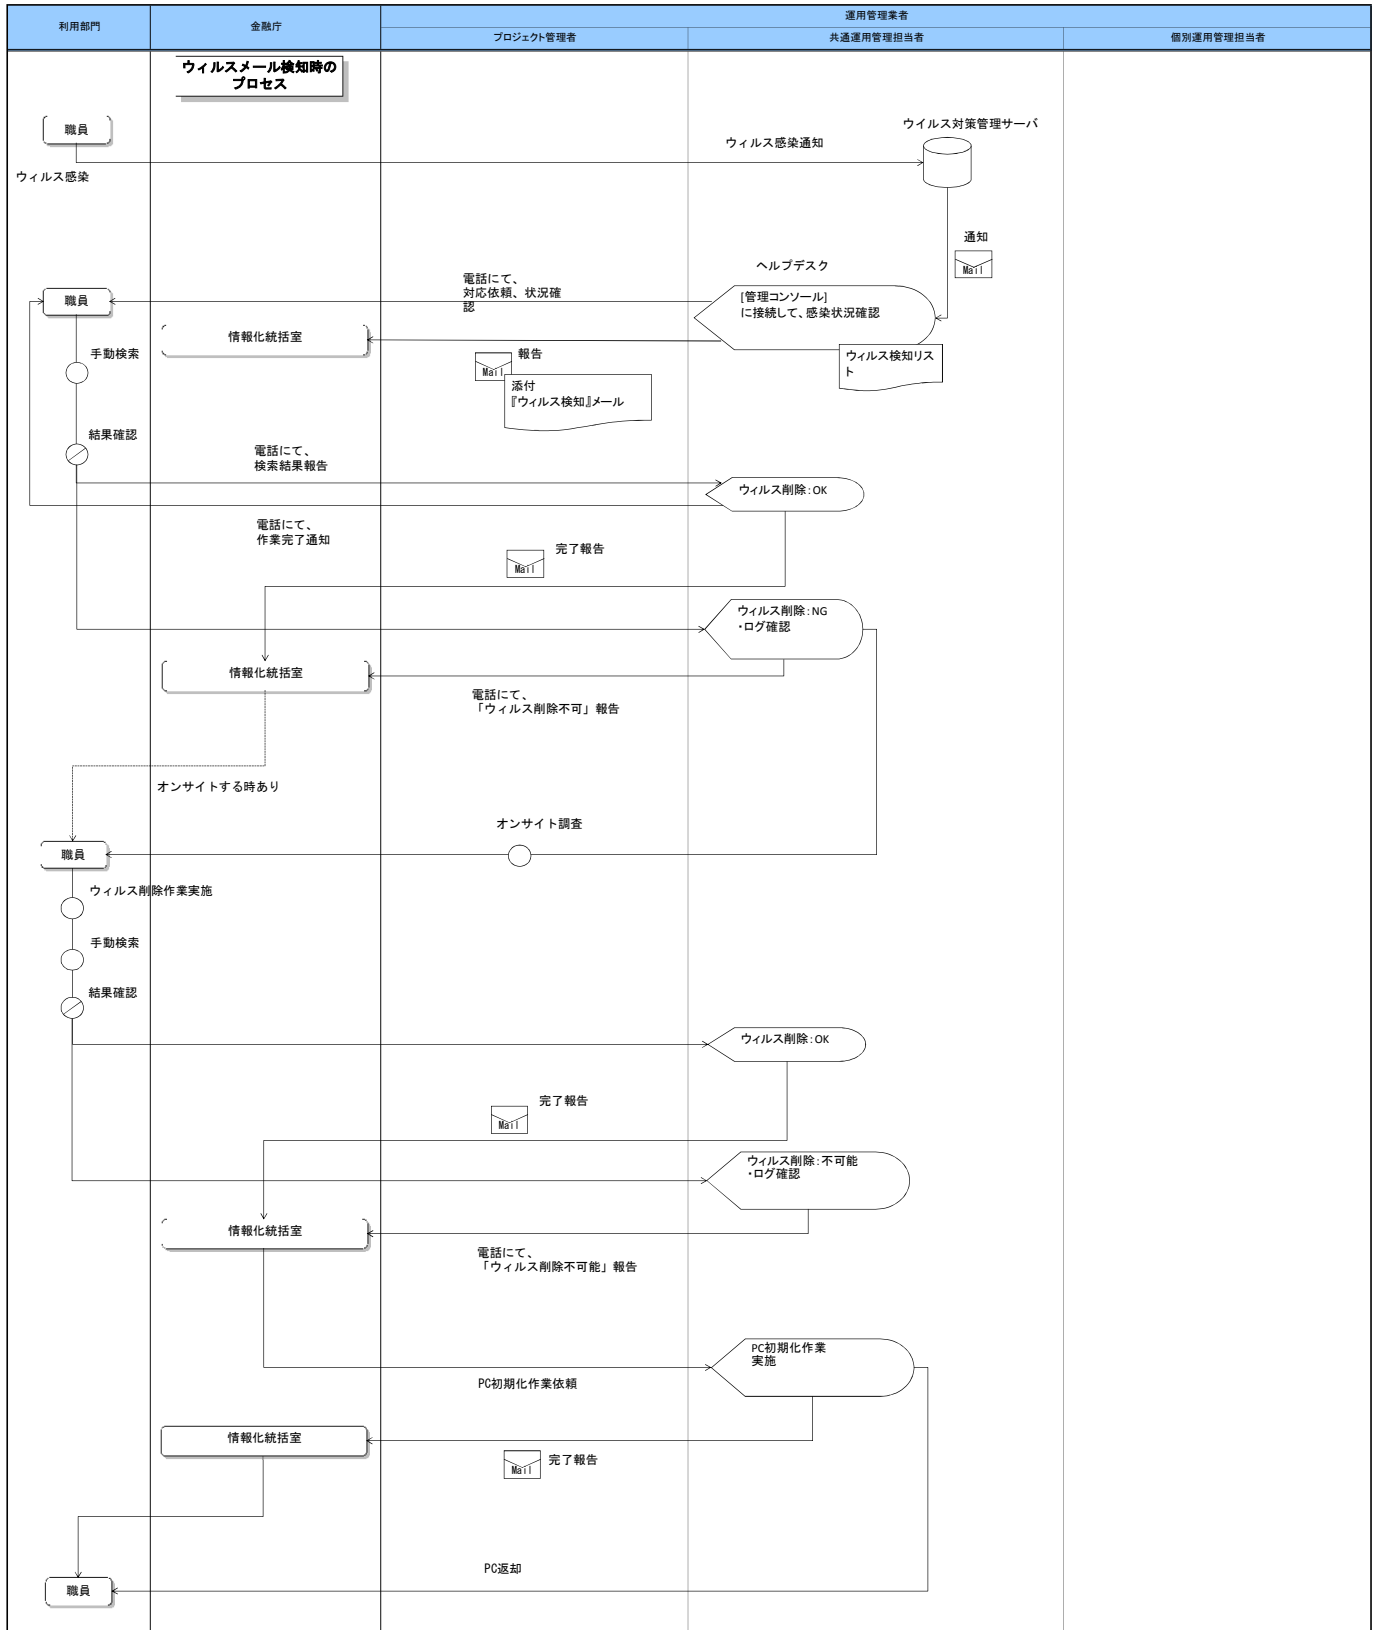 利用部門
金融庁
運用管理業者
プロジェクト管理者
共通運用管理担当者
個別運用管理担当者
ウィルスメール検知時の
プロセス
職員
ウイルス対策管理サーバ
ウィルス感染通知
ウィルス感染
通知
Mail
ヘルプデスク
電話にて、
対応依頼、状況確
認
職員
[管理コンソール]
に接続して、感染状況確認
情報化統括室
手動検索
報告
Mail
ウィルス検知リス
ト
添付
『ウィルス検知』メール
結果確認
電話にて、
検索結果報告
ウィルス削除：OK
電話にて、
作業完了通知
完了報告
Mail
ウィルス削除：NG
・ログ確認
情報化統括室
電話にて、
「ウィルス削除不可」報告
オンサイトする時あり
オンサイト調査
職員
ウィルス削除作業実施
手動検索
結果確認
ウィルス削除：OK
完了報告
Mail
ウィルス削除：不可能
・ログ確認
情報化統括室
電話にて、
「ウィルス削除不可能」報告
PC初期化作業
実施
PC初期化作業依頼
情報化統括室
完了報告
Mail
PC返却
職員